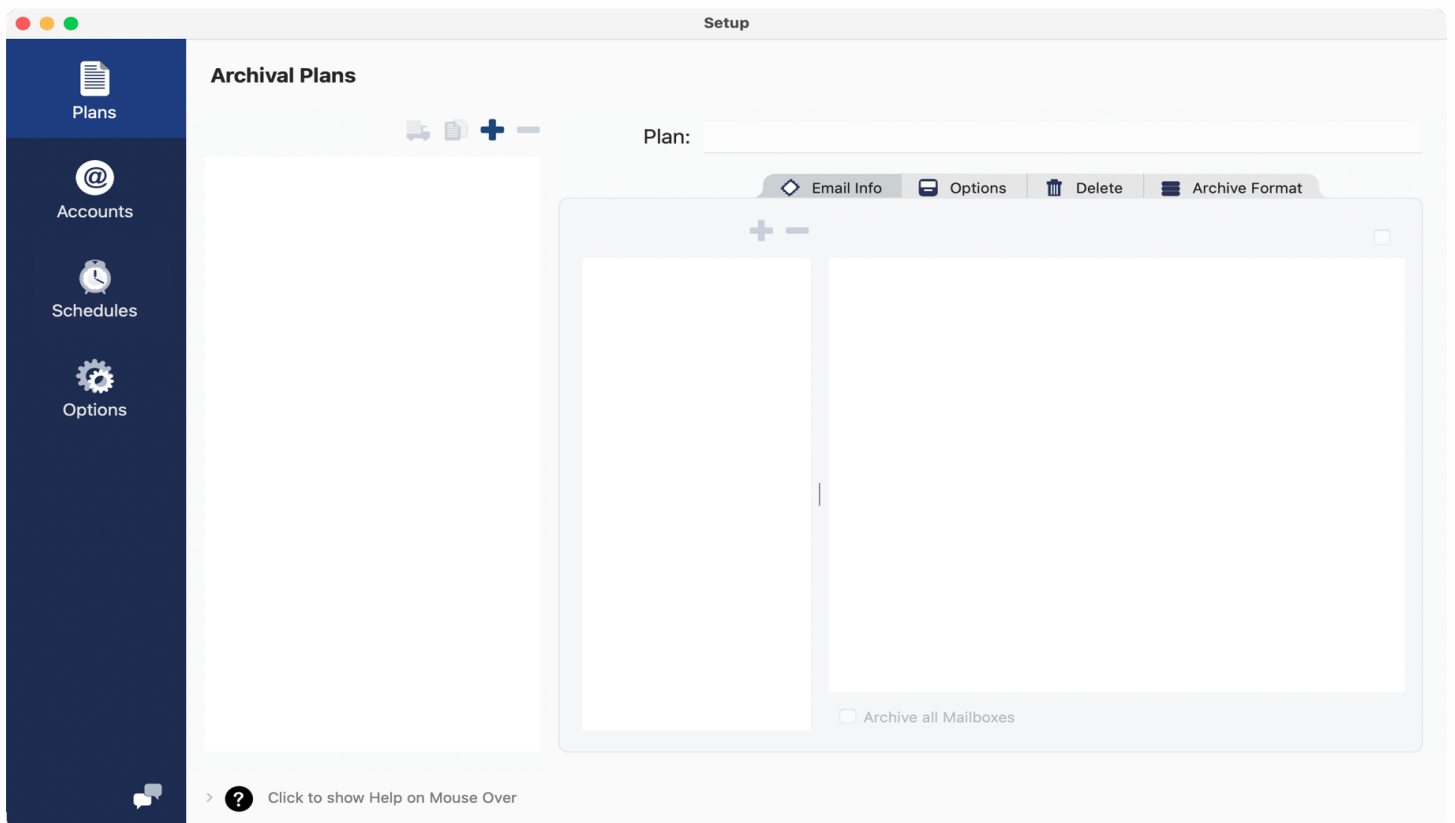 Setup
Plans
Accounts
Schedules
Options
Archival Plans
Plan:
Email Info
Options
Delete
Archive Format
Archive all Mailboxes
Click to show Help on Mouse Over